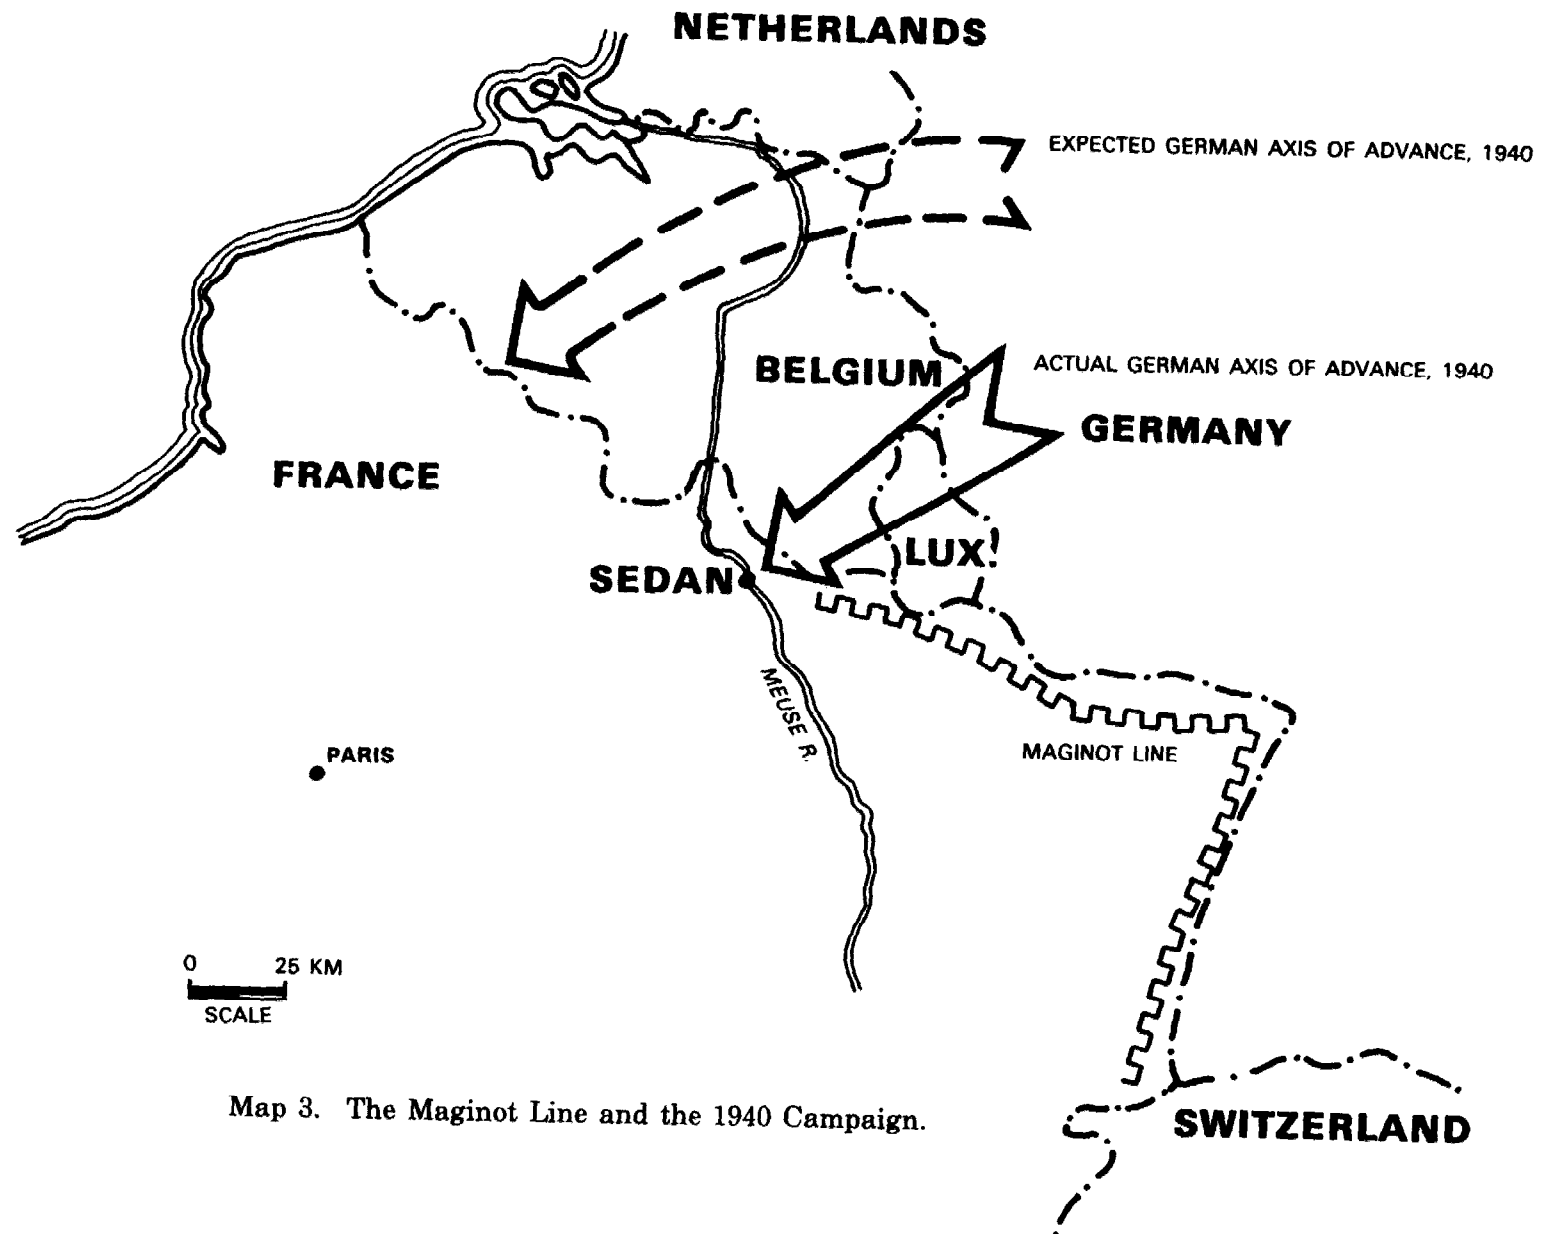 NETHERLANDS
EXPECTED GERMAN AXIS OF ADVANCE, 1940
BELGIUM
ACTUAL GERMAN AXIS OF ADVANCE, 1940
GERMANY
FRANCE
LUX.
SEDAN
MEUSE R.
MAGINOT LINE
PARIS
0 25 KM
SCALE
Map 3. The Maginot Line and the 1940 Campaign.
SWITZERLAND